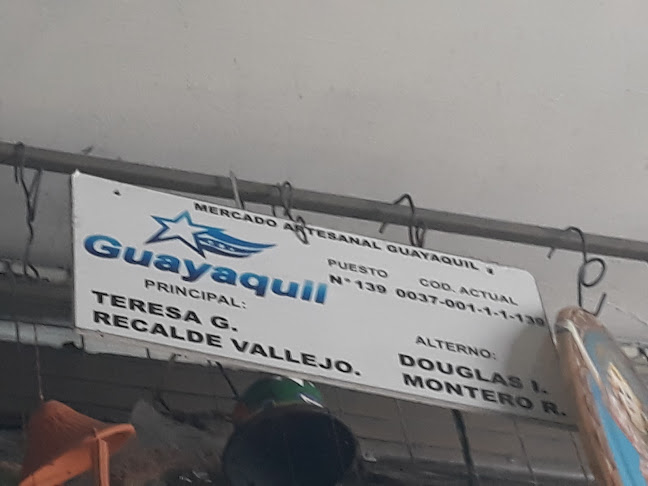 MERCADO ARTESANAL GUAYAQUIL
Guayaquil
PUESTO COD. ACTUAL
N° 139 0037-001-1-1-139
PRINCIPAL:
TERESA G.
RECALDE VALLEJO.
ALTERNO:
DOUGLAS I.
MONTERO R.